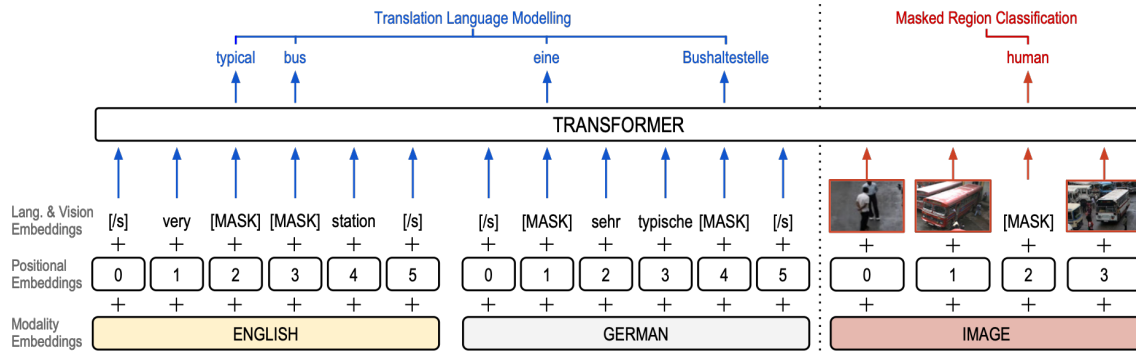 Translation Language Modelling Masked Region Classification
typical bus eine Bushaltestelle human
TRANSFORMER
Lang. & Vision
Embeddings
[/s] very [MASK] [MASK] station [/s] [/s] [MASK] sehr typische [MASK] [/s] [MASK]
+ + + + + + + + + + + + + + + +
Positional
Embeddings
0 1 2 3 4 5 0 1 2 3 4 5 0 1 2 3
+ + + + + + + + + + + + + + + +
Modality
Embeddings
ENGLISH GERMAN IMAGE